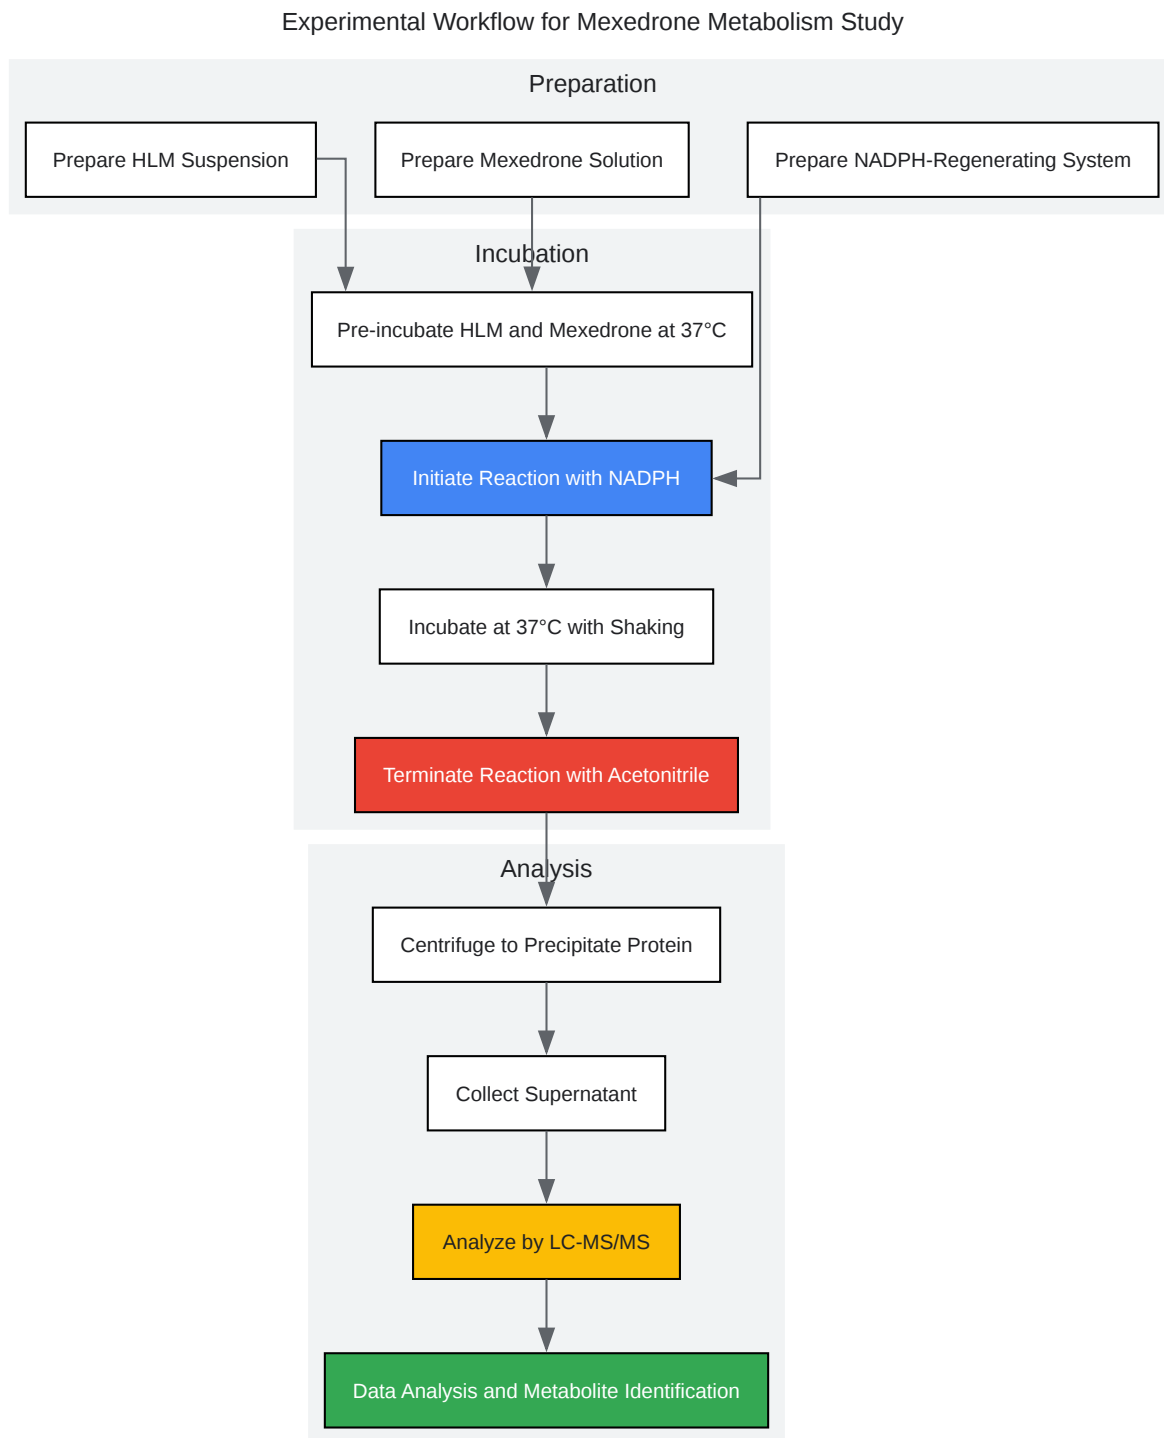 Experimental Workflow for Mexedrone Metabolism Study
Preparation
Prepare HLM Suspension
Prepare Mexedrone Solution
Prepare NADPH-Regenerating System
Incubation
Pre-incubate HLM and Mexedrone at 37°C
Initiate Reaction with NADPH
Incubate at 37°C with Shaking
Terminate Reaction with Acetonitrile
Analysis
Centrifuge to Precipitate Protein
Collect Supernatant
Analyze by LC-MS/MS
Data Analysis and Metabolite Identification